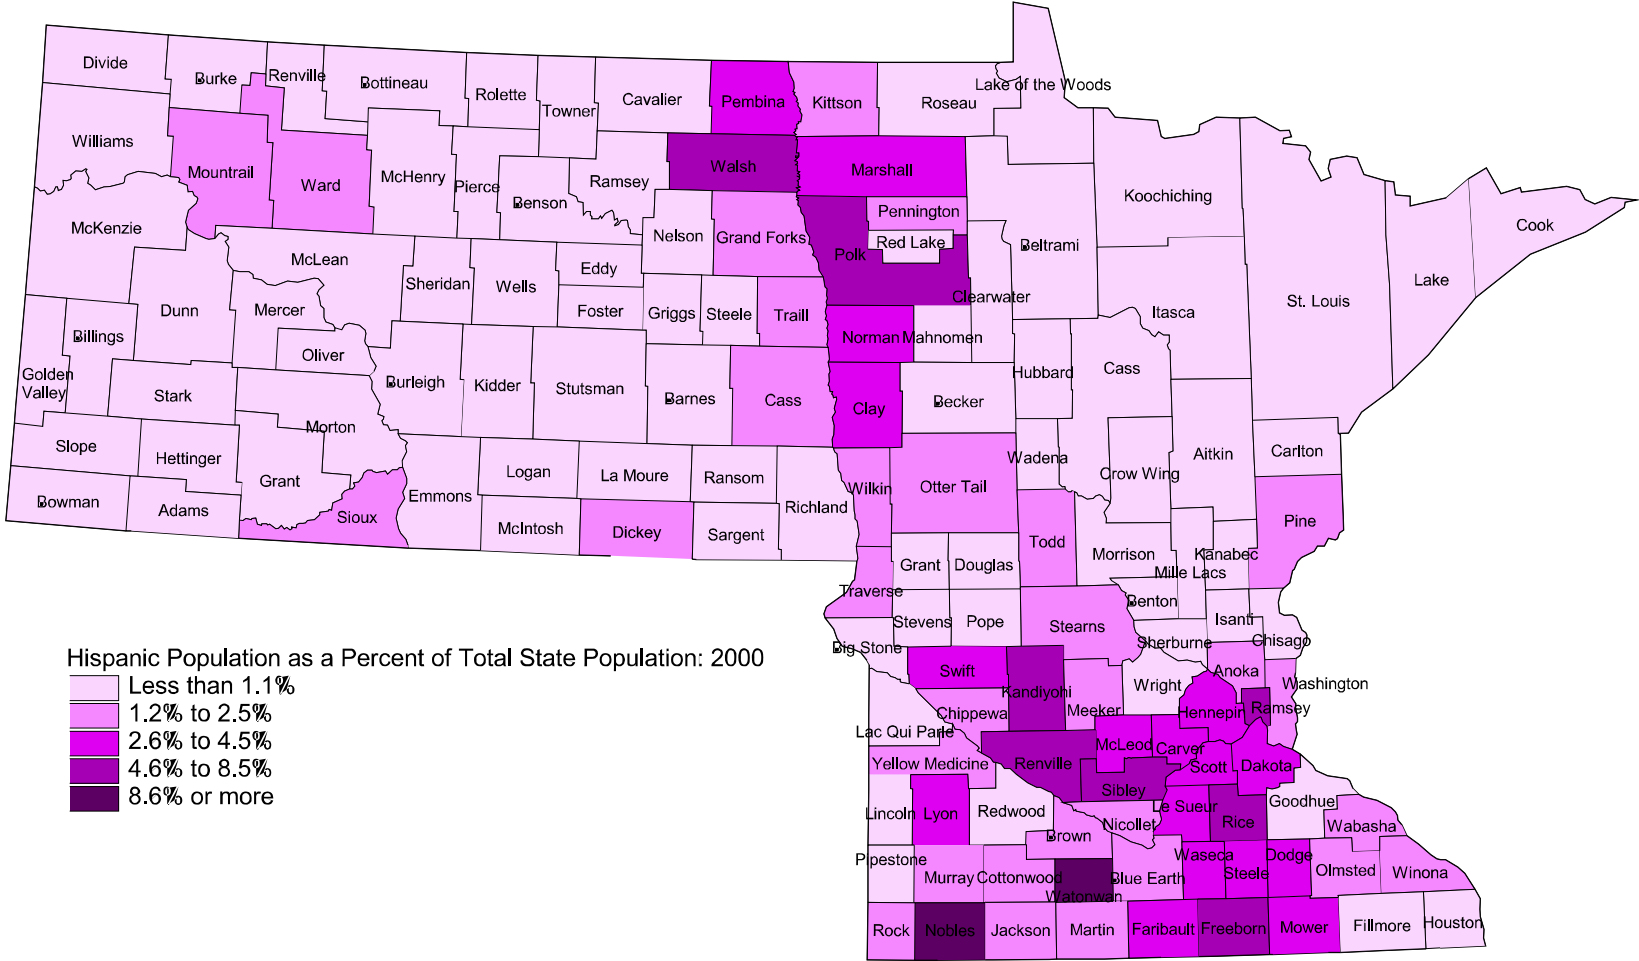 Divide
Burke
Renville
Bottineau
Rolette
Towner
Cavalier
Pembina
Kittson
Roseau
Lake of the Woods
Williams
Mountrail
Ward
McHenry
Pierce
Benson
Ramsey
Walsh
Marshall
Koochiching
Cook
McKenzie
McLean
Sheridan
Wells
Eddy
Nelson
Grand Forks
Polk
Pennington
Red Lake
Beltrami
Clearwater
Itasca
St. Louis
Lake
Dunn
Mercer
Oliver
Foster
Griggs
Steele
Traill
Norman
Mahnomen
Billings
Golden
Valley
Stark
Morton
Burleigh
Kidder
Stutsman
Barnes
Cass
Clay
Becker
Hubbard
Cass
Slope
Hettinger
Grant
Bowman
Adams
Sioux
Emmons
Logan
La Moure
Ransom
Richland
McIntosh
Dickey
Sargent
Wilkin
Otter Tail
Wadena
Crow Wing
Aitkin
Carlton
Pine
Todd
Morrison
Mille Lacs
Kanabec
Grant
Douglas
Traverse
Stevens
Pope
Stearns
Benton
Isanti
Chisago
Sherburne
Big Stone
Swift
Kandiyohi
Meeker
Wright
Anoka
Washington
Hennepin
Ramsey
Chippewa
Lac Qui Parle
Yellow Medicine
Renville
McLeod
Carver
Scott
Dakota
Sibley
Lincoln
Lyon
Redwood
Brown
Nicollet
Le Sueur
Rice
Goodhue
Wabasha
Pipestone
Murray
Cottonwood
Watonwan
Blue Earth
Waseca
Steele
Dodge
Olmsted
Winona
Rock
Nobles
Jackson
Martin
Faribault
Freeborn
Mower
Fillmore
Houston
Hispanic Population as a Percent of Total State Population: 2000
Less than 1.1%
1.2% to 2.5%
2.6% to 4.5%
4.6% to 8.5%
8.6% or more